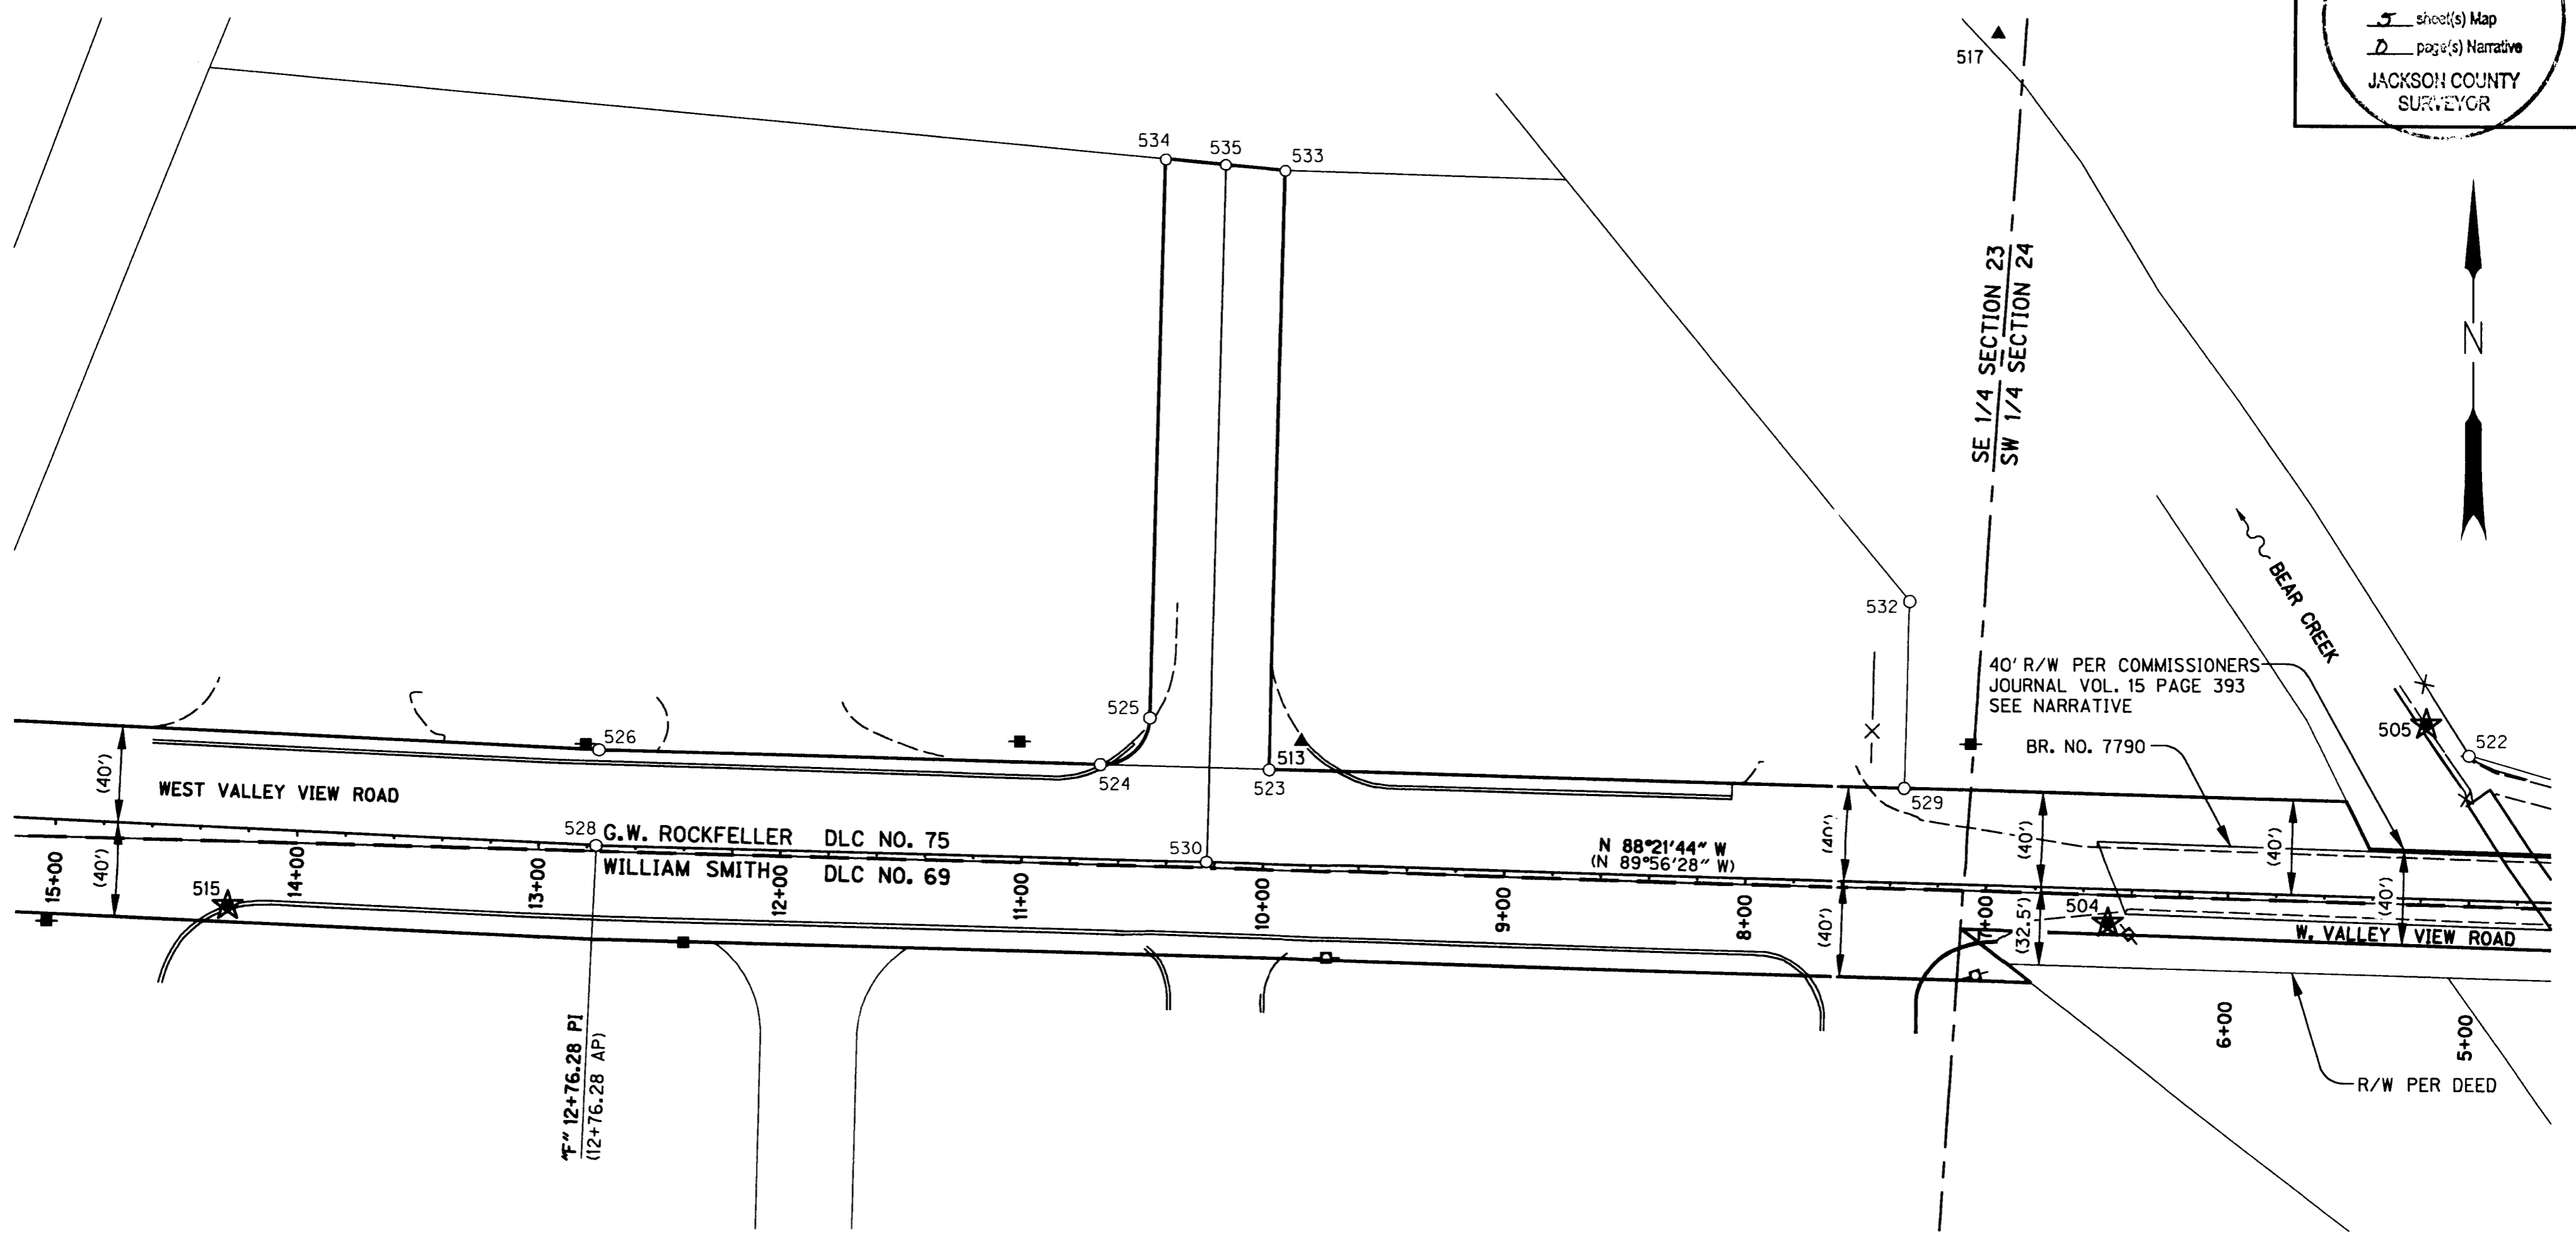 5 sheet(s) Map
0 page(s) Narrative
JACKSON COUNTY
SURVEYOR
517
534
535
533
SE 1/4 SECTION 23
SW 1/4 SECTION 24
N
BEAR CREEK
532
40' R/W PER COMMISSIONERS
JOURNAL VOL. 15 PAGE 393
SEE NARRATIVE
BR. NO. 7790
505
522
525
526
524
513
523
529
(40')
WEST VALLEY VIEW ROAD
(40')
528
G.W. ROCKFELLER DLC NO. 75
WILLIAM SMITH DLC NO. 69
530
N 88°21'44" W
(N 89°56'28" W)
(40')
(40')
(40')
(32.5')
(40')
(40')
515
504
15+00
14+00
13+00
12+00
11+00
10+00
9+00
8+00
7+00
6+00
5+00
W. VALLEY VIEW ROAD
"F" 12+76.28 PI
(12+76.28 AP)
R/W PER DEED